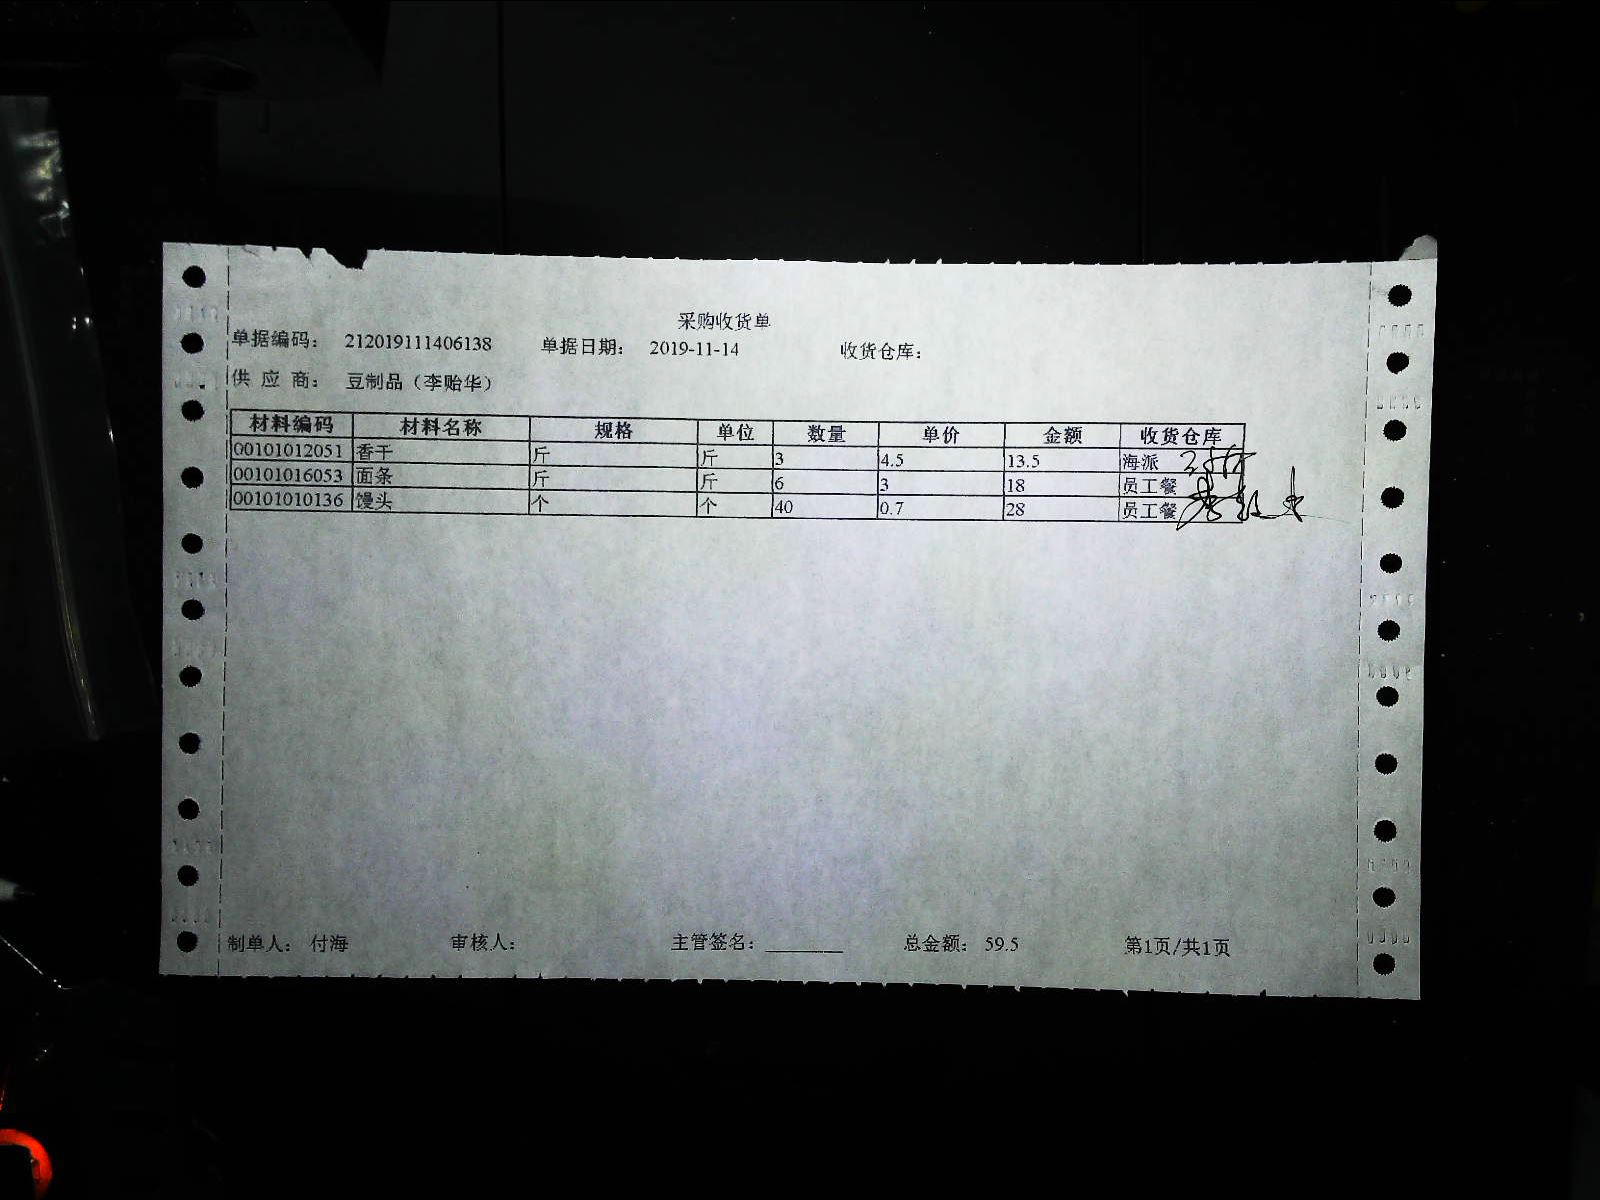 采购收货单
单据编码： 212019111406138 单据日期： 2019-11-14 收货仓库：
供 应 商： 豆制品（李贻华）
材料编码 材料名称 规格 单位 数量 单价 金额 收货仓库
00101012051 香干 斤 斤 3 4.5 13.5 海派
00101016053 面条 斤 斤 6 3 18 员工餐
00101010136 馒头 个 个 40 0.7 28 员工餐
制单人： 付海 审核人： 主管签名： ________ 总金额： 59.5 第1页/共1页